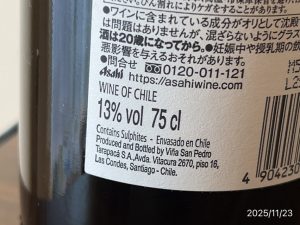 ●ワインに含まれている成分がオリとして沈殿
は問題ありませんが、混ざらないようにグラス
酒は20歳になってから。●妊娠中や授乳期の飲
悪影響を与えるおそれがあります。
●問合せ 0120-011-121
Asahi https://asahiwine.com
WINE OF CHILE
13% vol 75 cl
Contains Sulphites - Envasado en Chile
Produced and Bottled by Viña San Pedro
Tarapacá S.A., Avda. Vitacura 2670, piso 16,
Las Condes, Santiago - Chile.
4 904230
2025/11/23